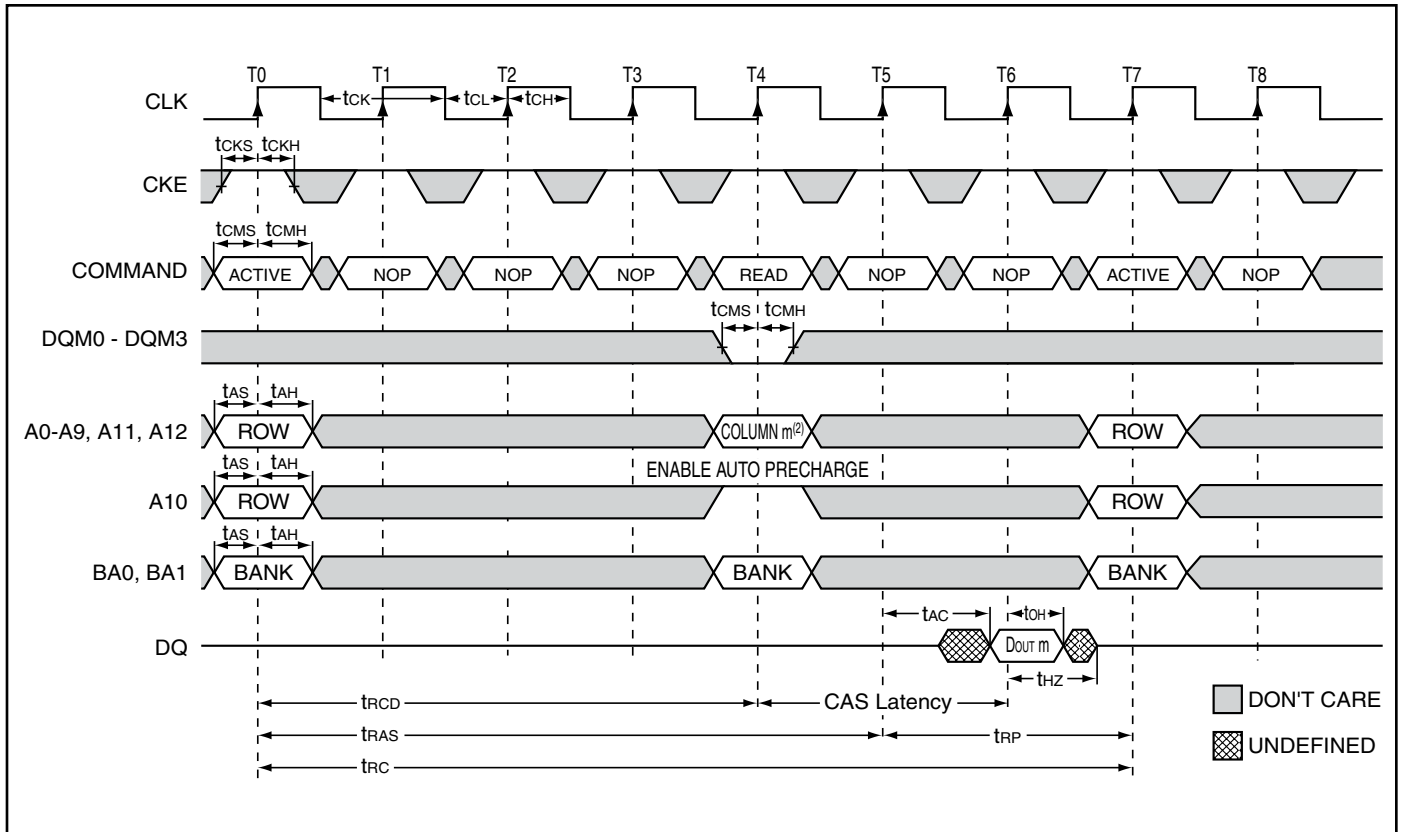 T0 T1 T2 T3 T4 T5 T6 T7 T8
CLK
tCK tCL tCH
tCKS tCKH
CKE
tCMS tCMH
COMMAND ACTIVE NOP NOP NOP READ NOP NOP ACTIVE NOP
tCMS tCMH
DQM0 - DQM3
tAS tAH
A0-A9, A11, A12 ROW COLUMN m(2) ROW
tAS tAH ENABLE AUTO PRECHARGE
A10 ROW ROW
tAS tAH
BA0, BA1 BANK BANK BANK
tAC tOH
DQ DOUT m
tHZ
tRCD CAS Latency DON'T CARE
tRAS tRP UNDEFINED
tRC